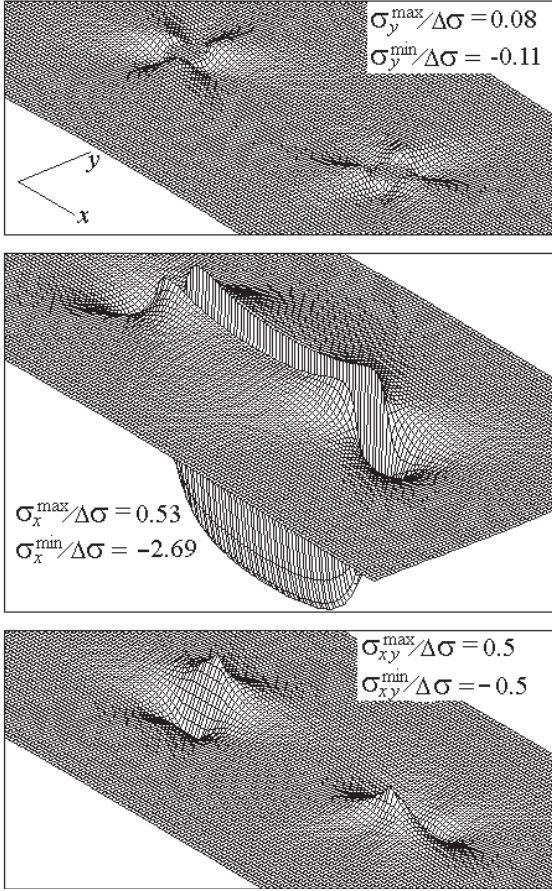 σ_y^max/Δσ = 0.08
σ_y^min/Δσ = -0.11
y
x
σ_x^max/Δσ = 0.53
σ_x^min/Δσ = -2.69
σ_xy^max/Δσ = 0.5
σ_xy^min/Δσ = -0.5